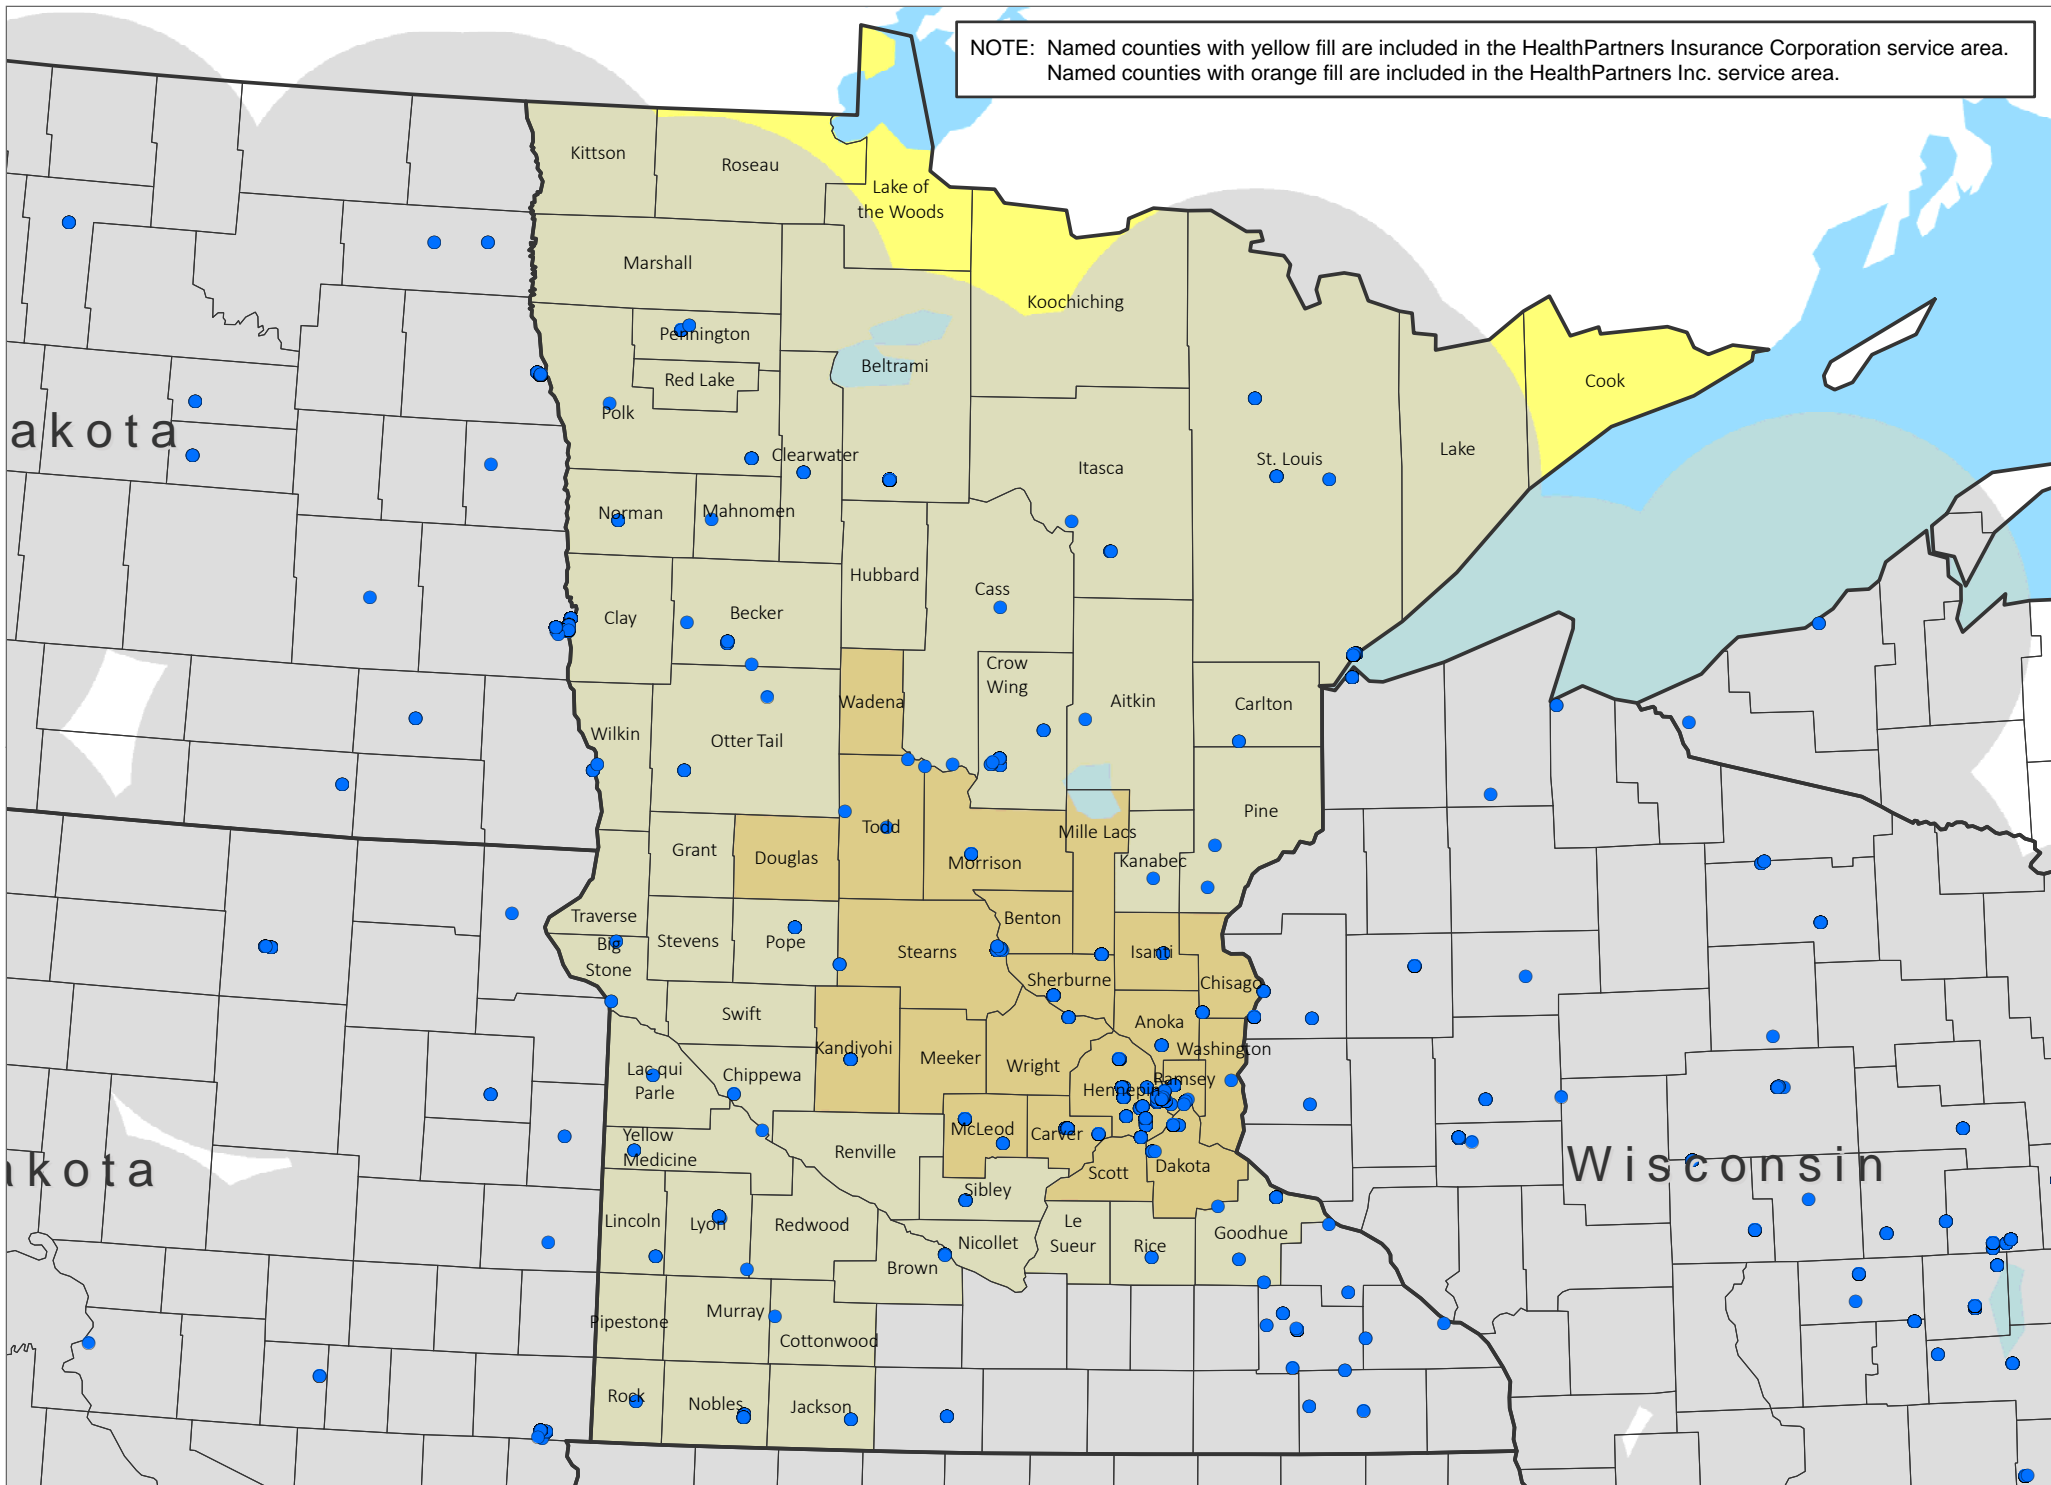 NOTE: Named counties with yellow fill are included in the HealthPartners Insurance Corporation service area.
Named counties with orange fill are included in the HealthPartners Inc. service area.
Kittson
Roseau
Lake of
the Woods
Marshall
Koochiching
Pennington
Beltrami
Red Lake
Cook
Polk
akota
Lake
Clearwater
St. Louis
Itasca
Norman
Mahnomen
Hubbard
Cass
Clay
Becker
Crow
Wing
Wadena
Aitkin
Carlton
Wilkin
Otter Tail
Pine
Todd
Mille Lacs
Grant
Douglas
Morrison
Kanabec
Traverse
Benton
Big
Stone
Stevens
Pope
Stearns
Isanti
Sherburne
Chisago
Swift
Anoka
Kandiyohi
Meeker
Wright
Washington
Lac qui
Parle
Chippewa
Hennepin
Ramsey
McLeod
Carver
Yellow
Medicine
Renville
Scott
Dakota
akota
Wisconsin
Sibley
Lincoln
Lyon
Redwood
Le
Sueur
Nicollet
Rice
Goodhue
Brown
Murray
Pipestone
Cottonwood
Rock
Nobles
Jackson